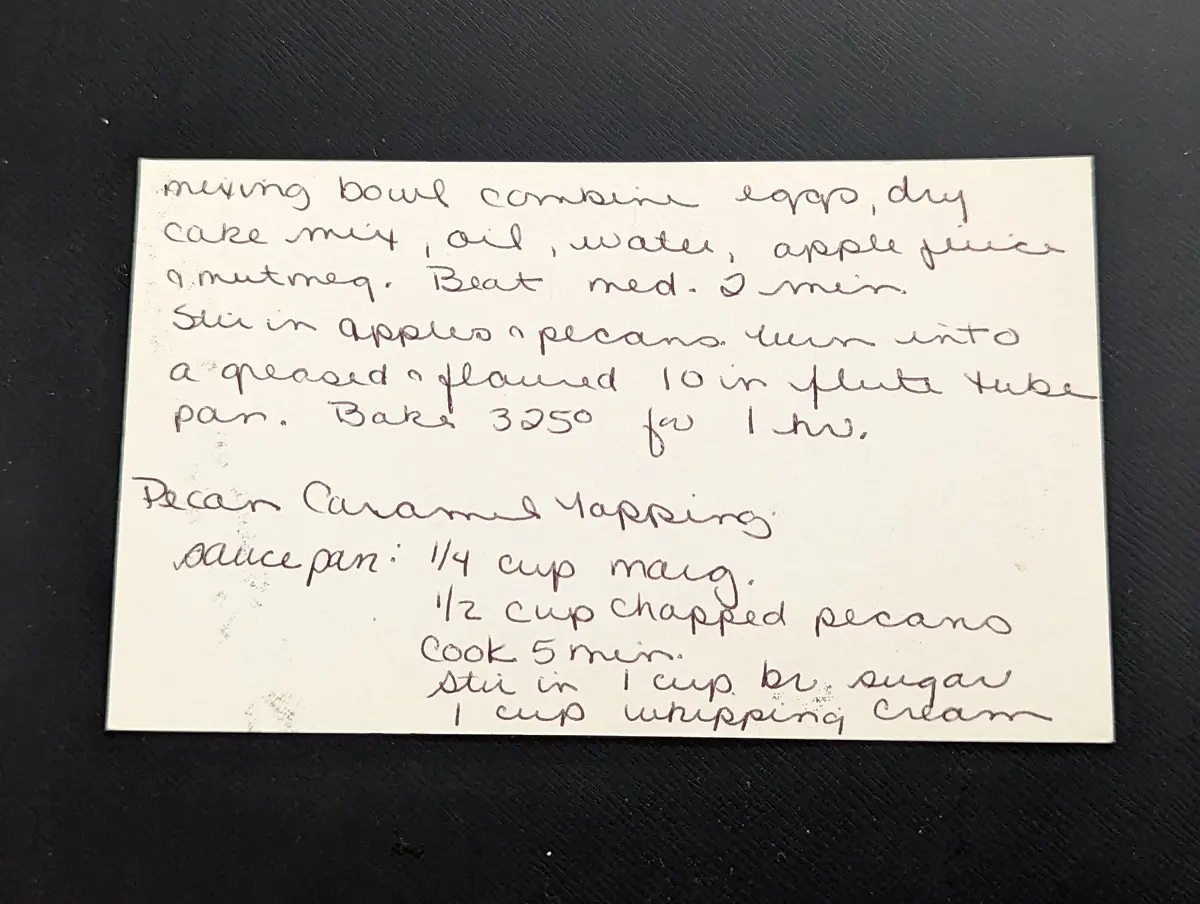 mixing bowl combine eggs, dry
cake mix, oil, water, apple juice
& nutmeg. Beat med. 2 min.
Stir in apples & pecans. turn into
a greased & floured 10 in flute tube
pan. Bake 325° for 1 hr.
Pecan Caramel Topping
sauce pan: 1/4 cup marg.
1/2 cup chopped pecans
Cook 5 min.
stir in 1 cup br. sugar
1 cup whipping cream